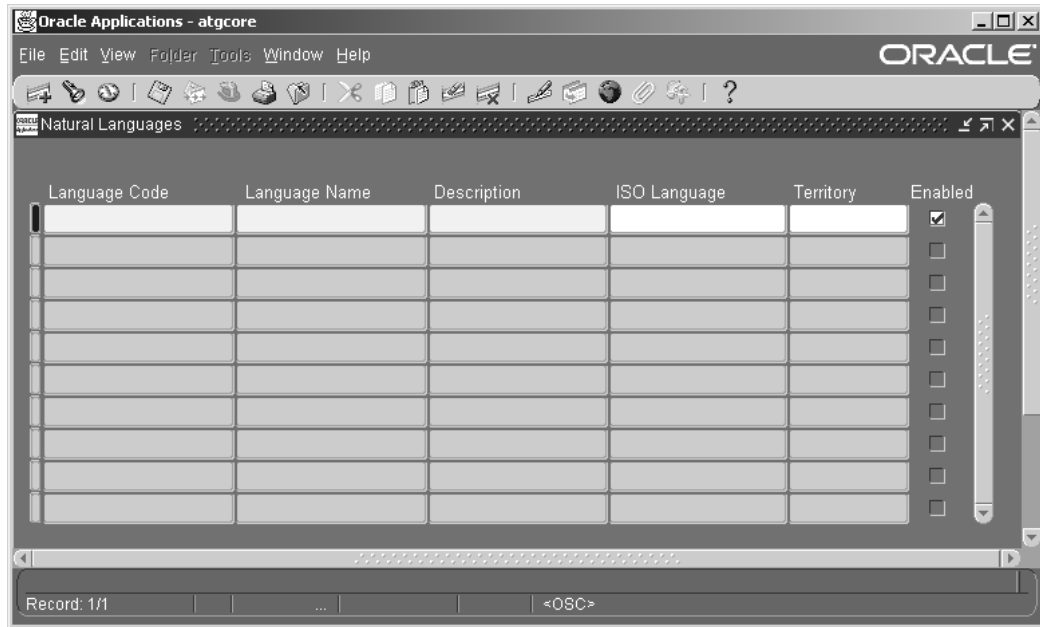 Oracle Applications - atgcore
File Edit View Folder Tools Window Help
ORACLE
Natural Languages
Language Code Language Name Description ISO Language Territory Enabled
Record: 1/1 ... <OSC>